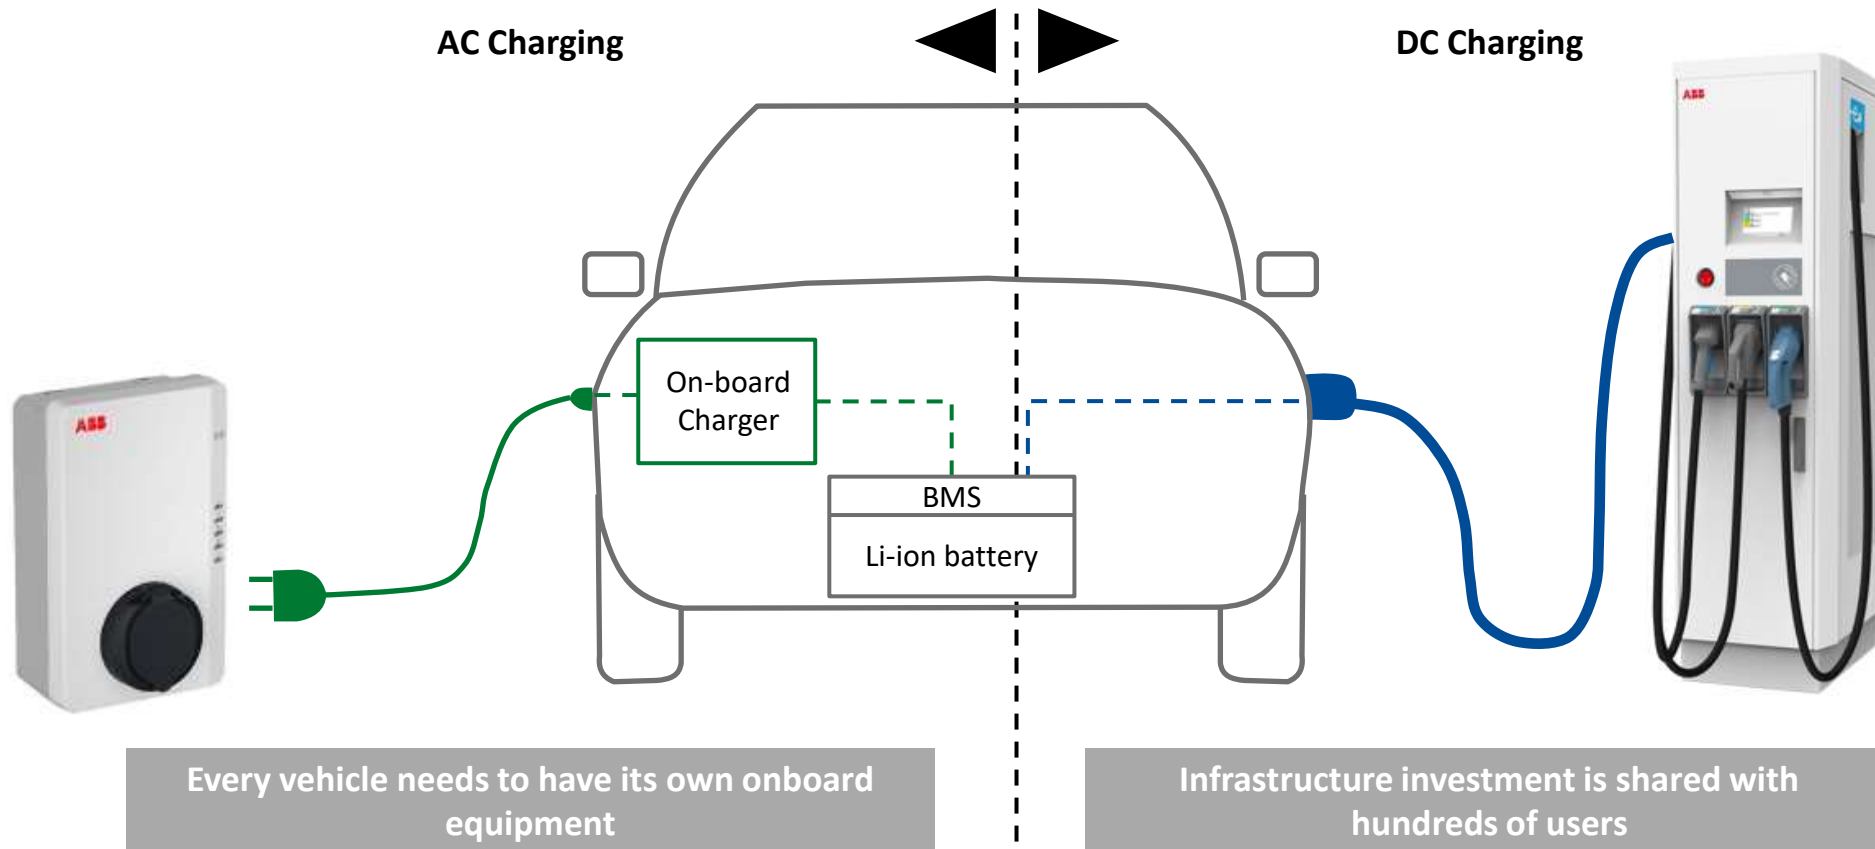 AC Charging
DC Charging
ABB
ABB
On-board
Charger
BMS
Li-ion battery
Every vehicle needs to have its own onboard
equipment
Infrastructure investment is shared with
hundreds of users